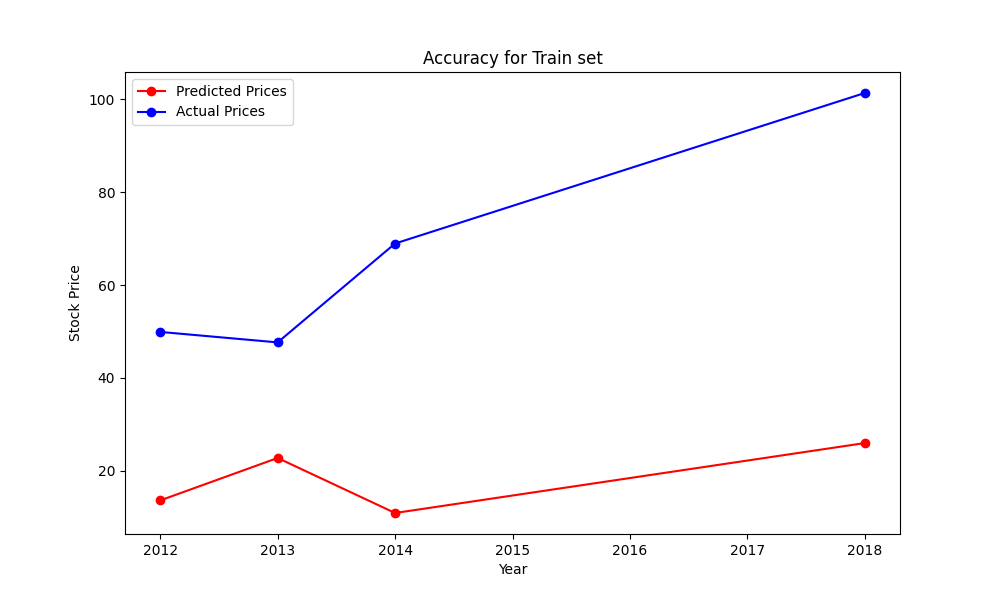 Accuracy for Train set
Predicted Prices
Actual Prices
100
80
60
40
20
Stock Price
2012 2013 2014 2015 2016 2017 2018
Year